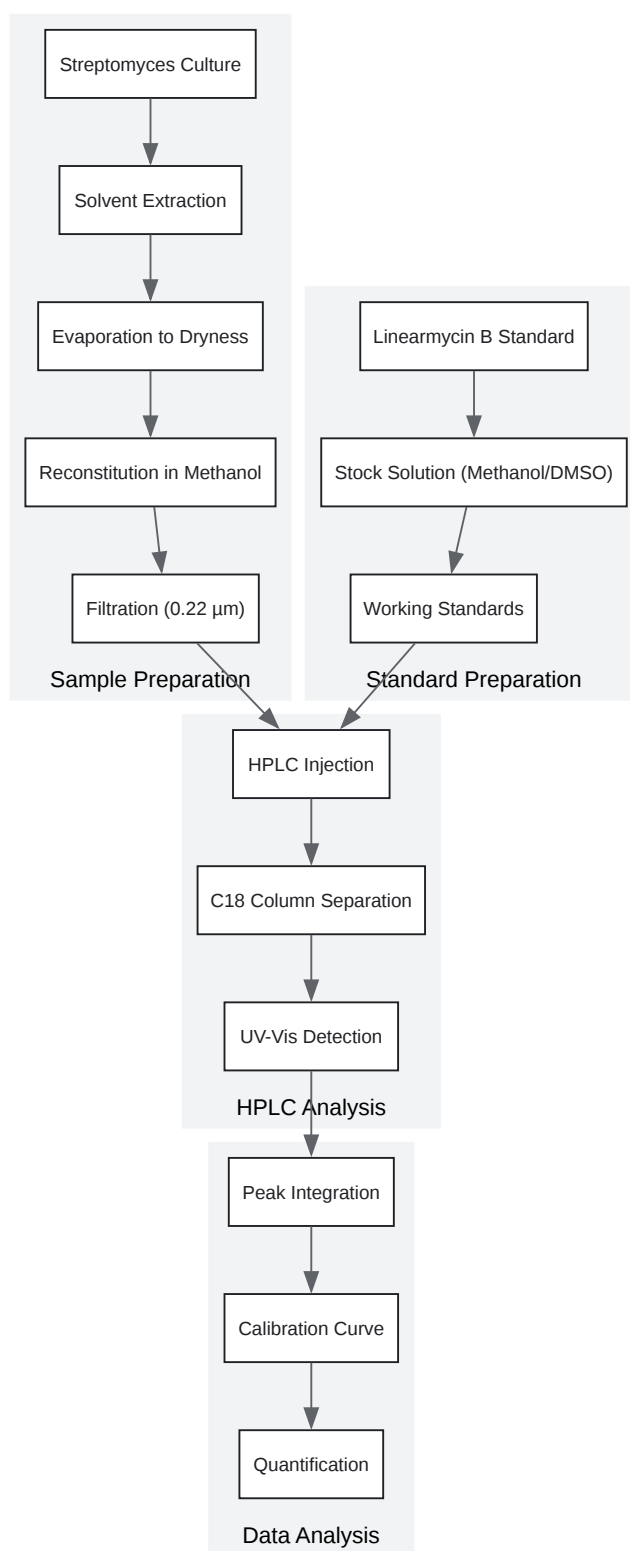 Streptomyces Culture
Solvent Extraction
Evaporation to Dryness
Reconstitution in Methanol
Filtration (0.22 µm)
Sample Preparation
Linearmycin B Standard
Stock Solution (Methanol/DMSO)
Working Standards
Standard Preparation
HPLC Injection
C18 Column Separation
UV-Vis Detection
HPLC Analysis
Peak Integration
Calibration Curve
Quantification
Data Analysis